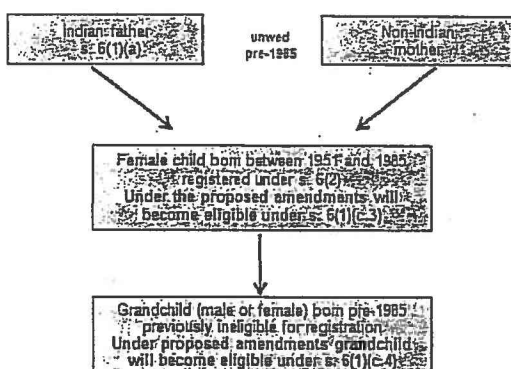 Indian father
s. 6(1)(a)
unwed
pre-1985
Non-Indian
mother
Female child born between 1951 and 1985
registered under s. 6(2)
Under the proposed amendments will
become eligible under s. 6(1)(c.3)
Grandchild (male or female) born pre-1985
previously ineligible for registration
Under proposed amendments grandchild
will become eligible under s. 6(1)(c.4)